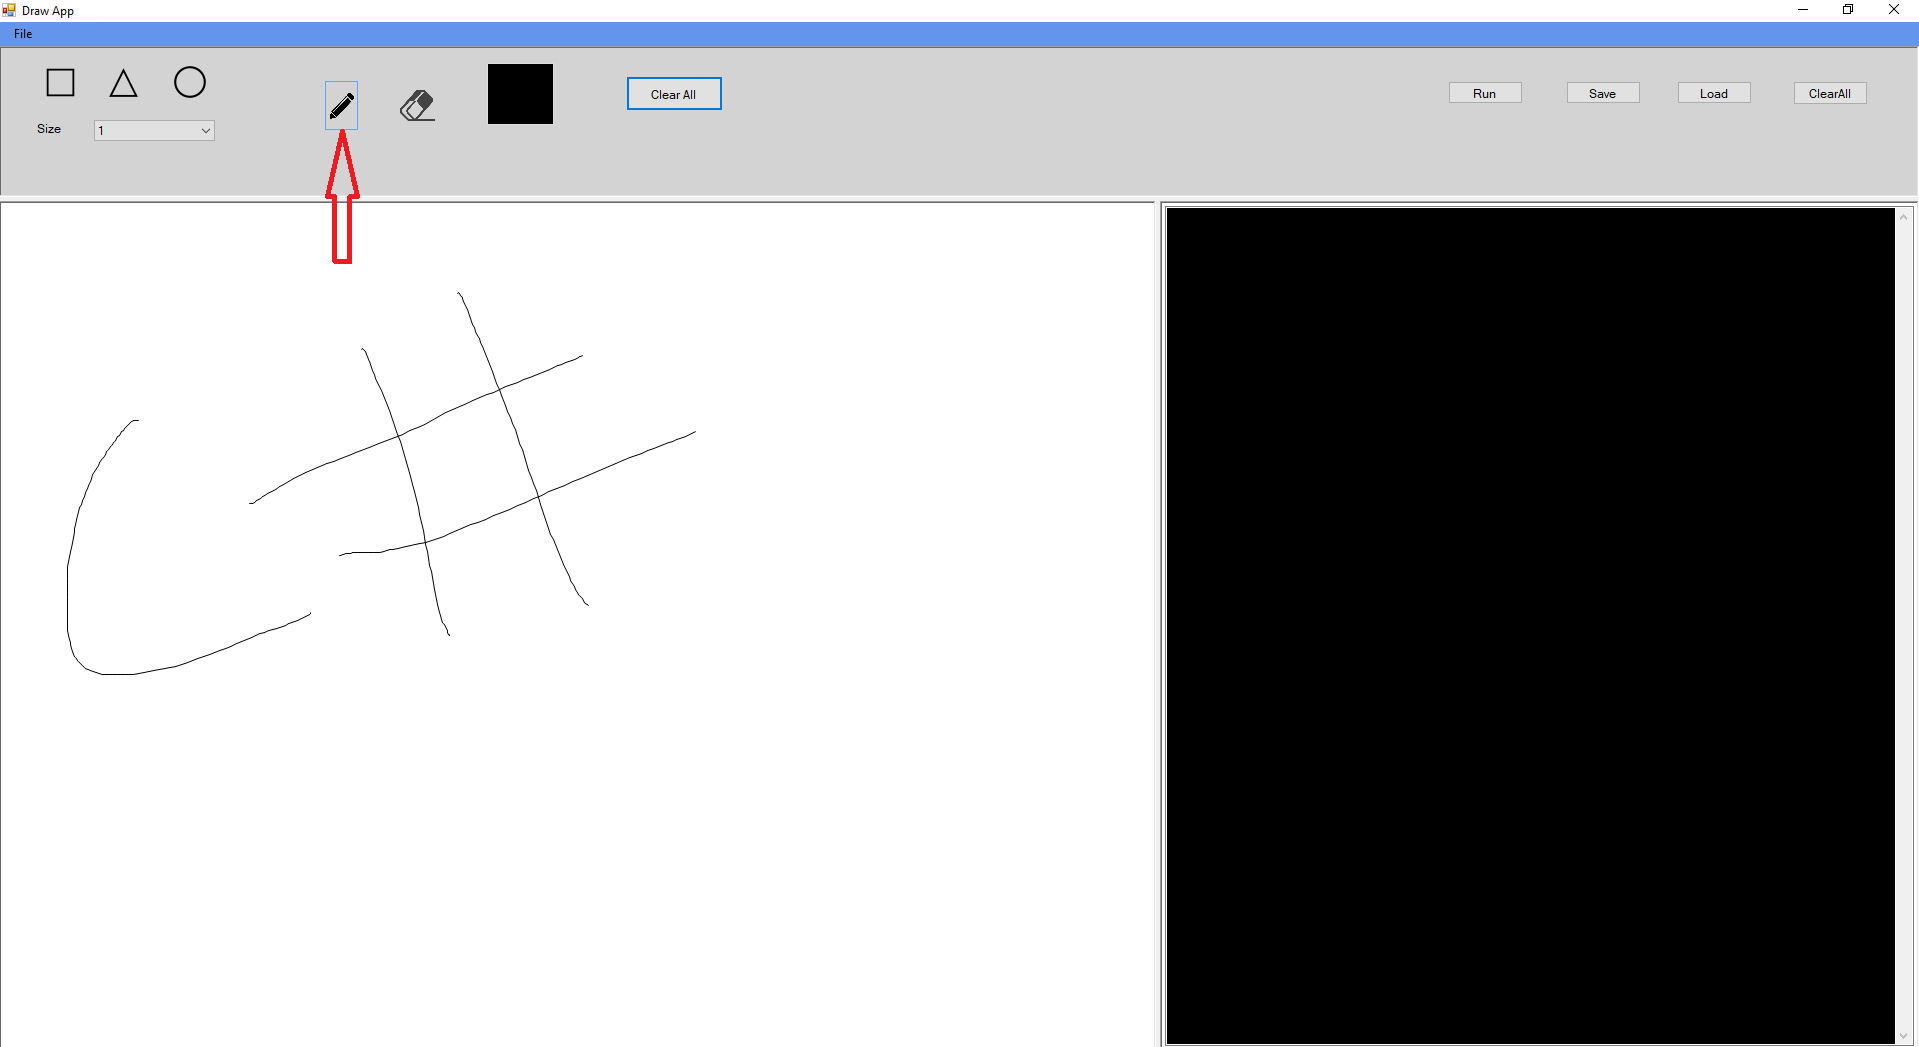 Draw App
File
Clear All
Run Save Load ClearAll
Size 1
C#